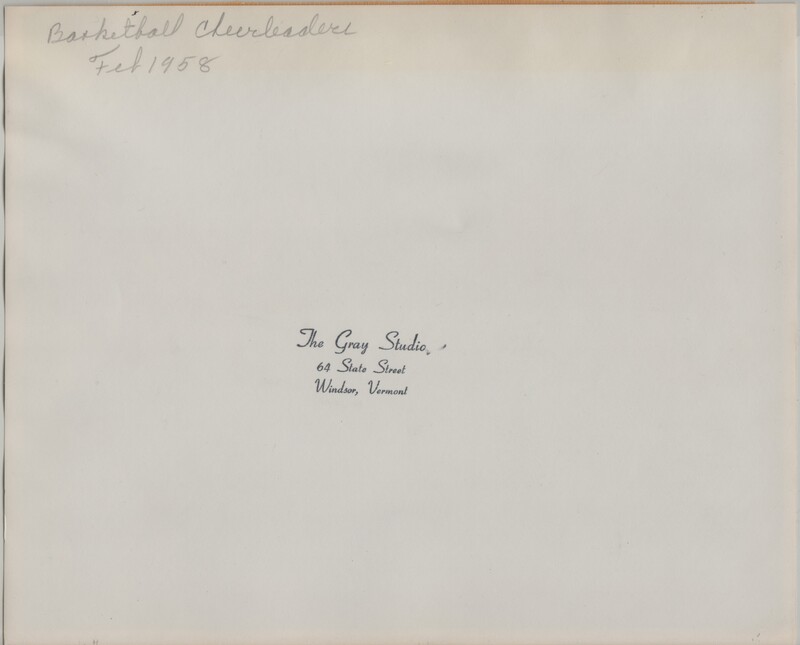 Basketball Cheerleaders
Feb 1958
The Gray Studio
64 State Street
Windsor, Vermont